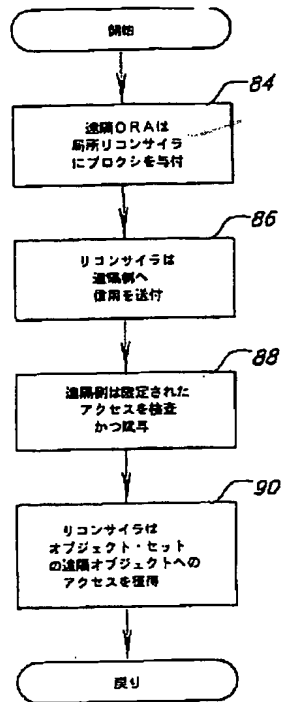 開始
84
遠隔ORAは
局所リコンサイラ
にプロクシを与付
86
リコンサイラは
遠隔側へ
信用を送付
88
遠隔側は限定された
アクセスを検査
かつ賦与
90
リコンサイラは
オブジェクト・セット
の遠隔オブジェクトへの
アクセスを獲得
戻り